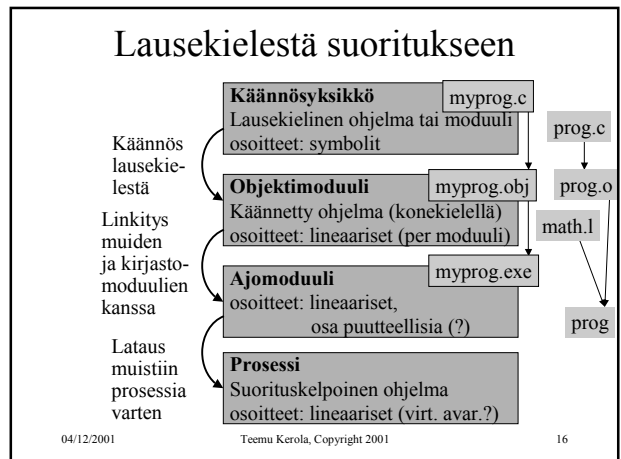 Lausekielestä suoritukseen
Käännösyksikkö
myprog.c
Lausekielinen ohjelma tai moduuli
osoitteet: symbolit
prog.c
Käännös
lausekie-
lestä
Objektimoduuli
myprog.obj
Käännetty ohjelma (konekielellä)
osoitteet: lineaariset (per moduuli)
prog.o
math.l
Linkitys
muiden
ja kirjasto-
moduulien
kanssa
Ajomoduuli
myprog.exe
osoitteet: lineaariset,
osa puutteellisia (?)
prog
Lataus
muistiin
prosessia
varten
Prosessi
Suorituskelpoinen ohjelma
osoitteet: lineaariset (virt. avar.?)
04/12/2001
Teemu Kerola, Copyright 2001
16